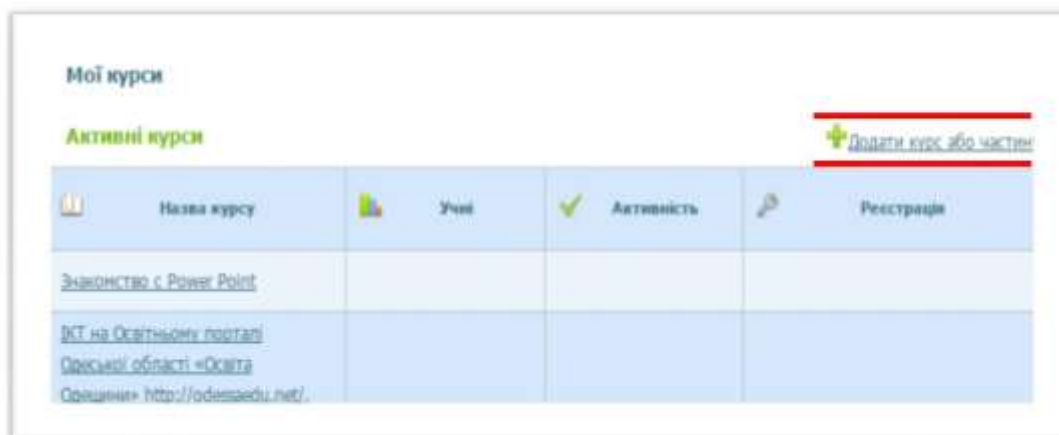 Мої курси
Активні курси
Додати курс або частин
Назва курсу Учні Активність Реєстрація
Знакомство с Power Point
ІКТ на Освітньому порталі
Одеської області «Освіта
Одещини» http://odessaedu.net/.